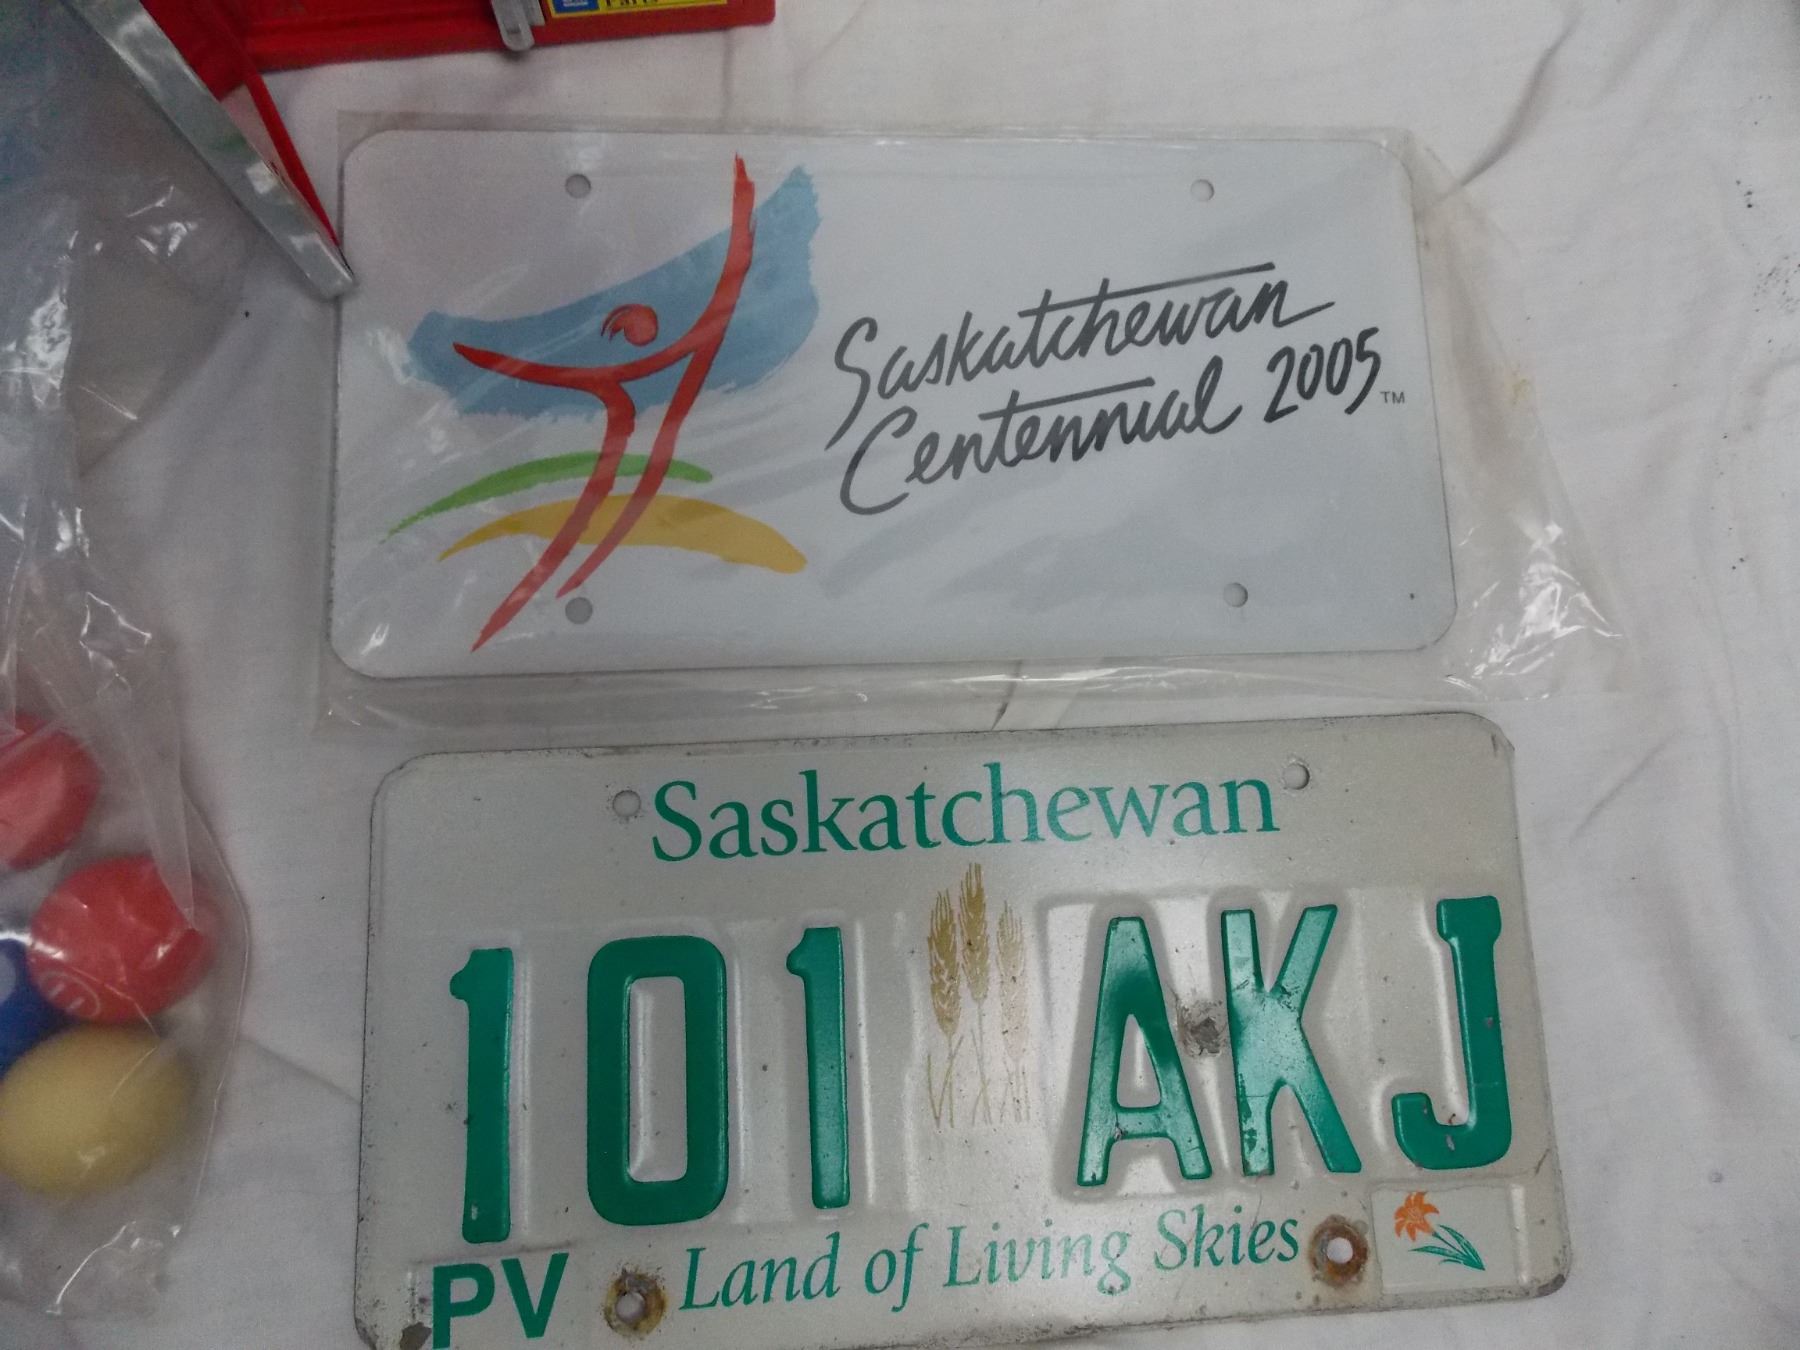 Saskatchewan
Centennial 2005 TM
Saskatchewan
101 AKJ
PV Land of Living Skies